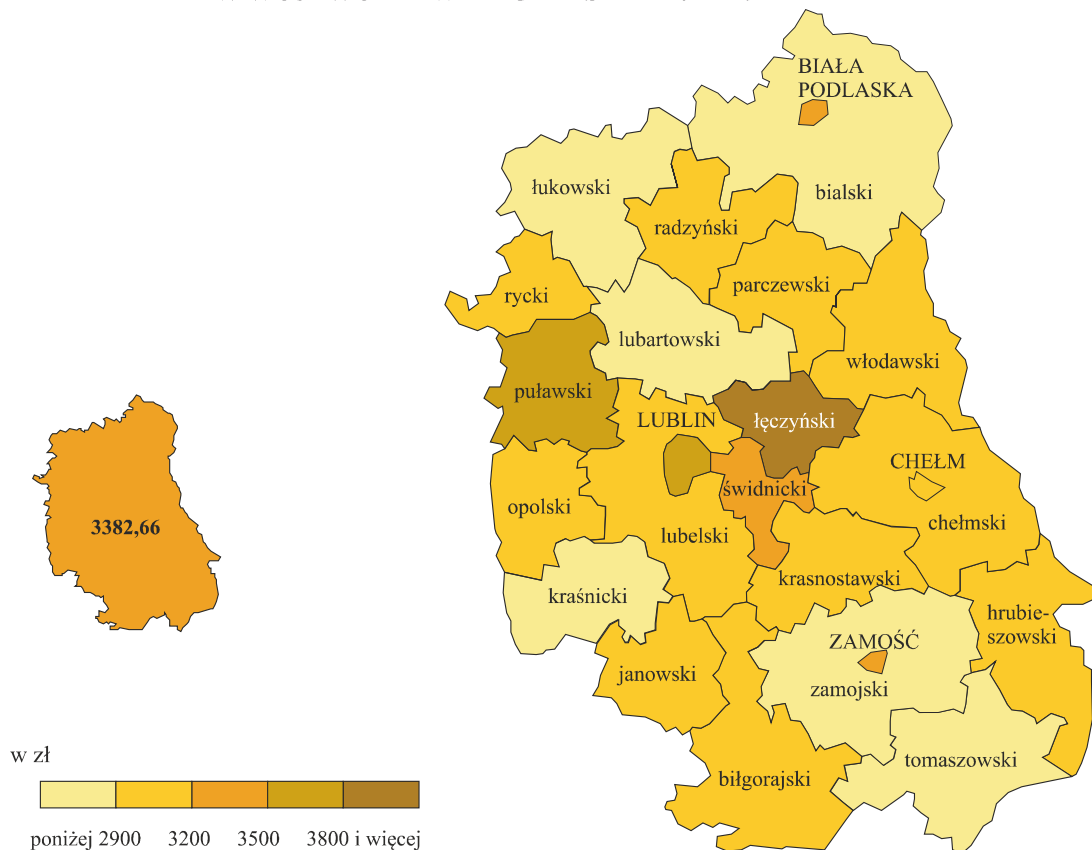 BIAŁA
PODLASKA
łukowski
bialski
radzyński
rycki
parczewski
lubartowski
włodawski
puławski
LUBLIN
łęczyński
CHEŁM
świdnicki
opolski
3382,66
lubelski
chełmski
krasnostawski
kraśnicki
hrubie-
szowski
ZAMOŚĆ
janowski
zamojski
w zł
tomaszowski
biłgorajski
poniżej 2900 3200 3500 3800 i więcej